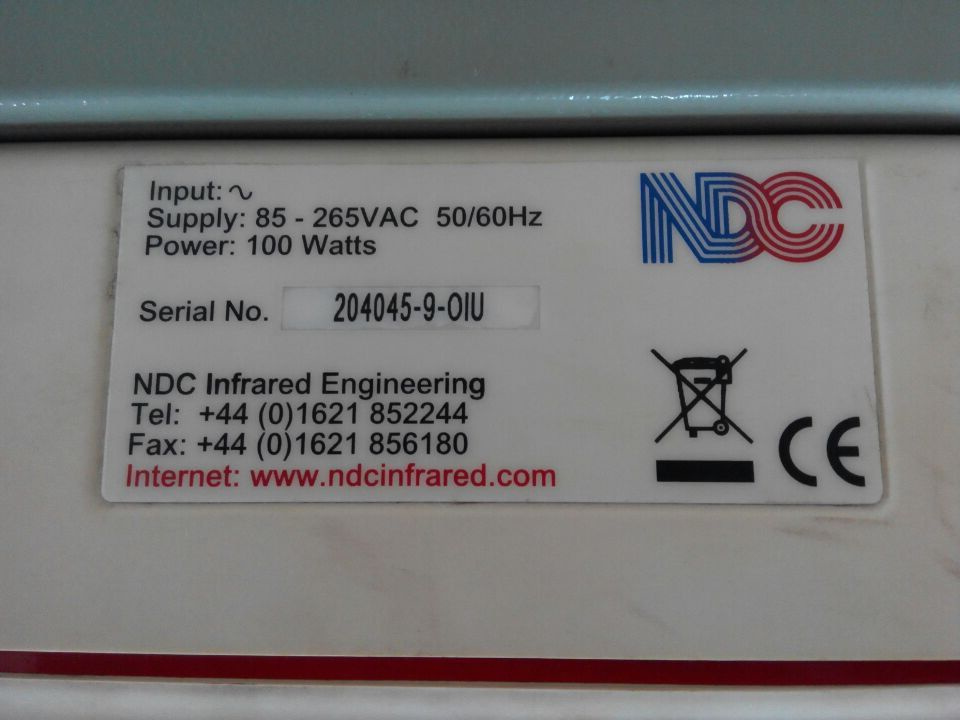 Input: ∿
Supply: 85 - 265VAC 50/60Hz
Power: 100 Watts
NDC
Serial No. 204045-9-OIU
NDC Infrared Engineering
Tel: +44 (0)1621 852244
Fax: +44 (0)1621 856180
Internet: www.ndcinfrared.com
CE